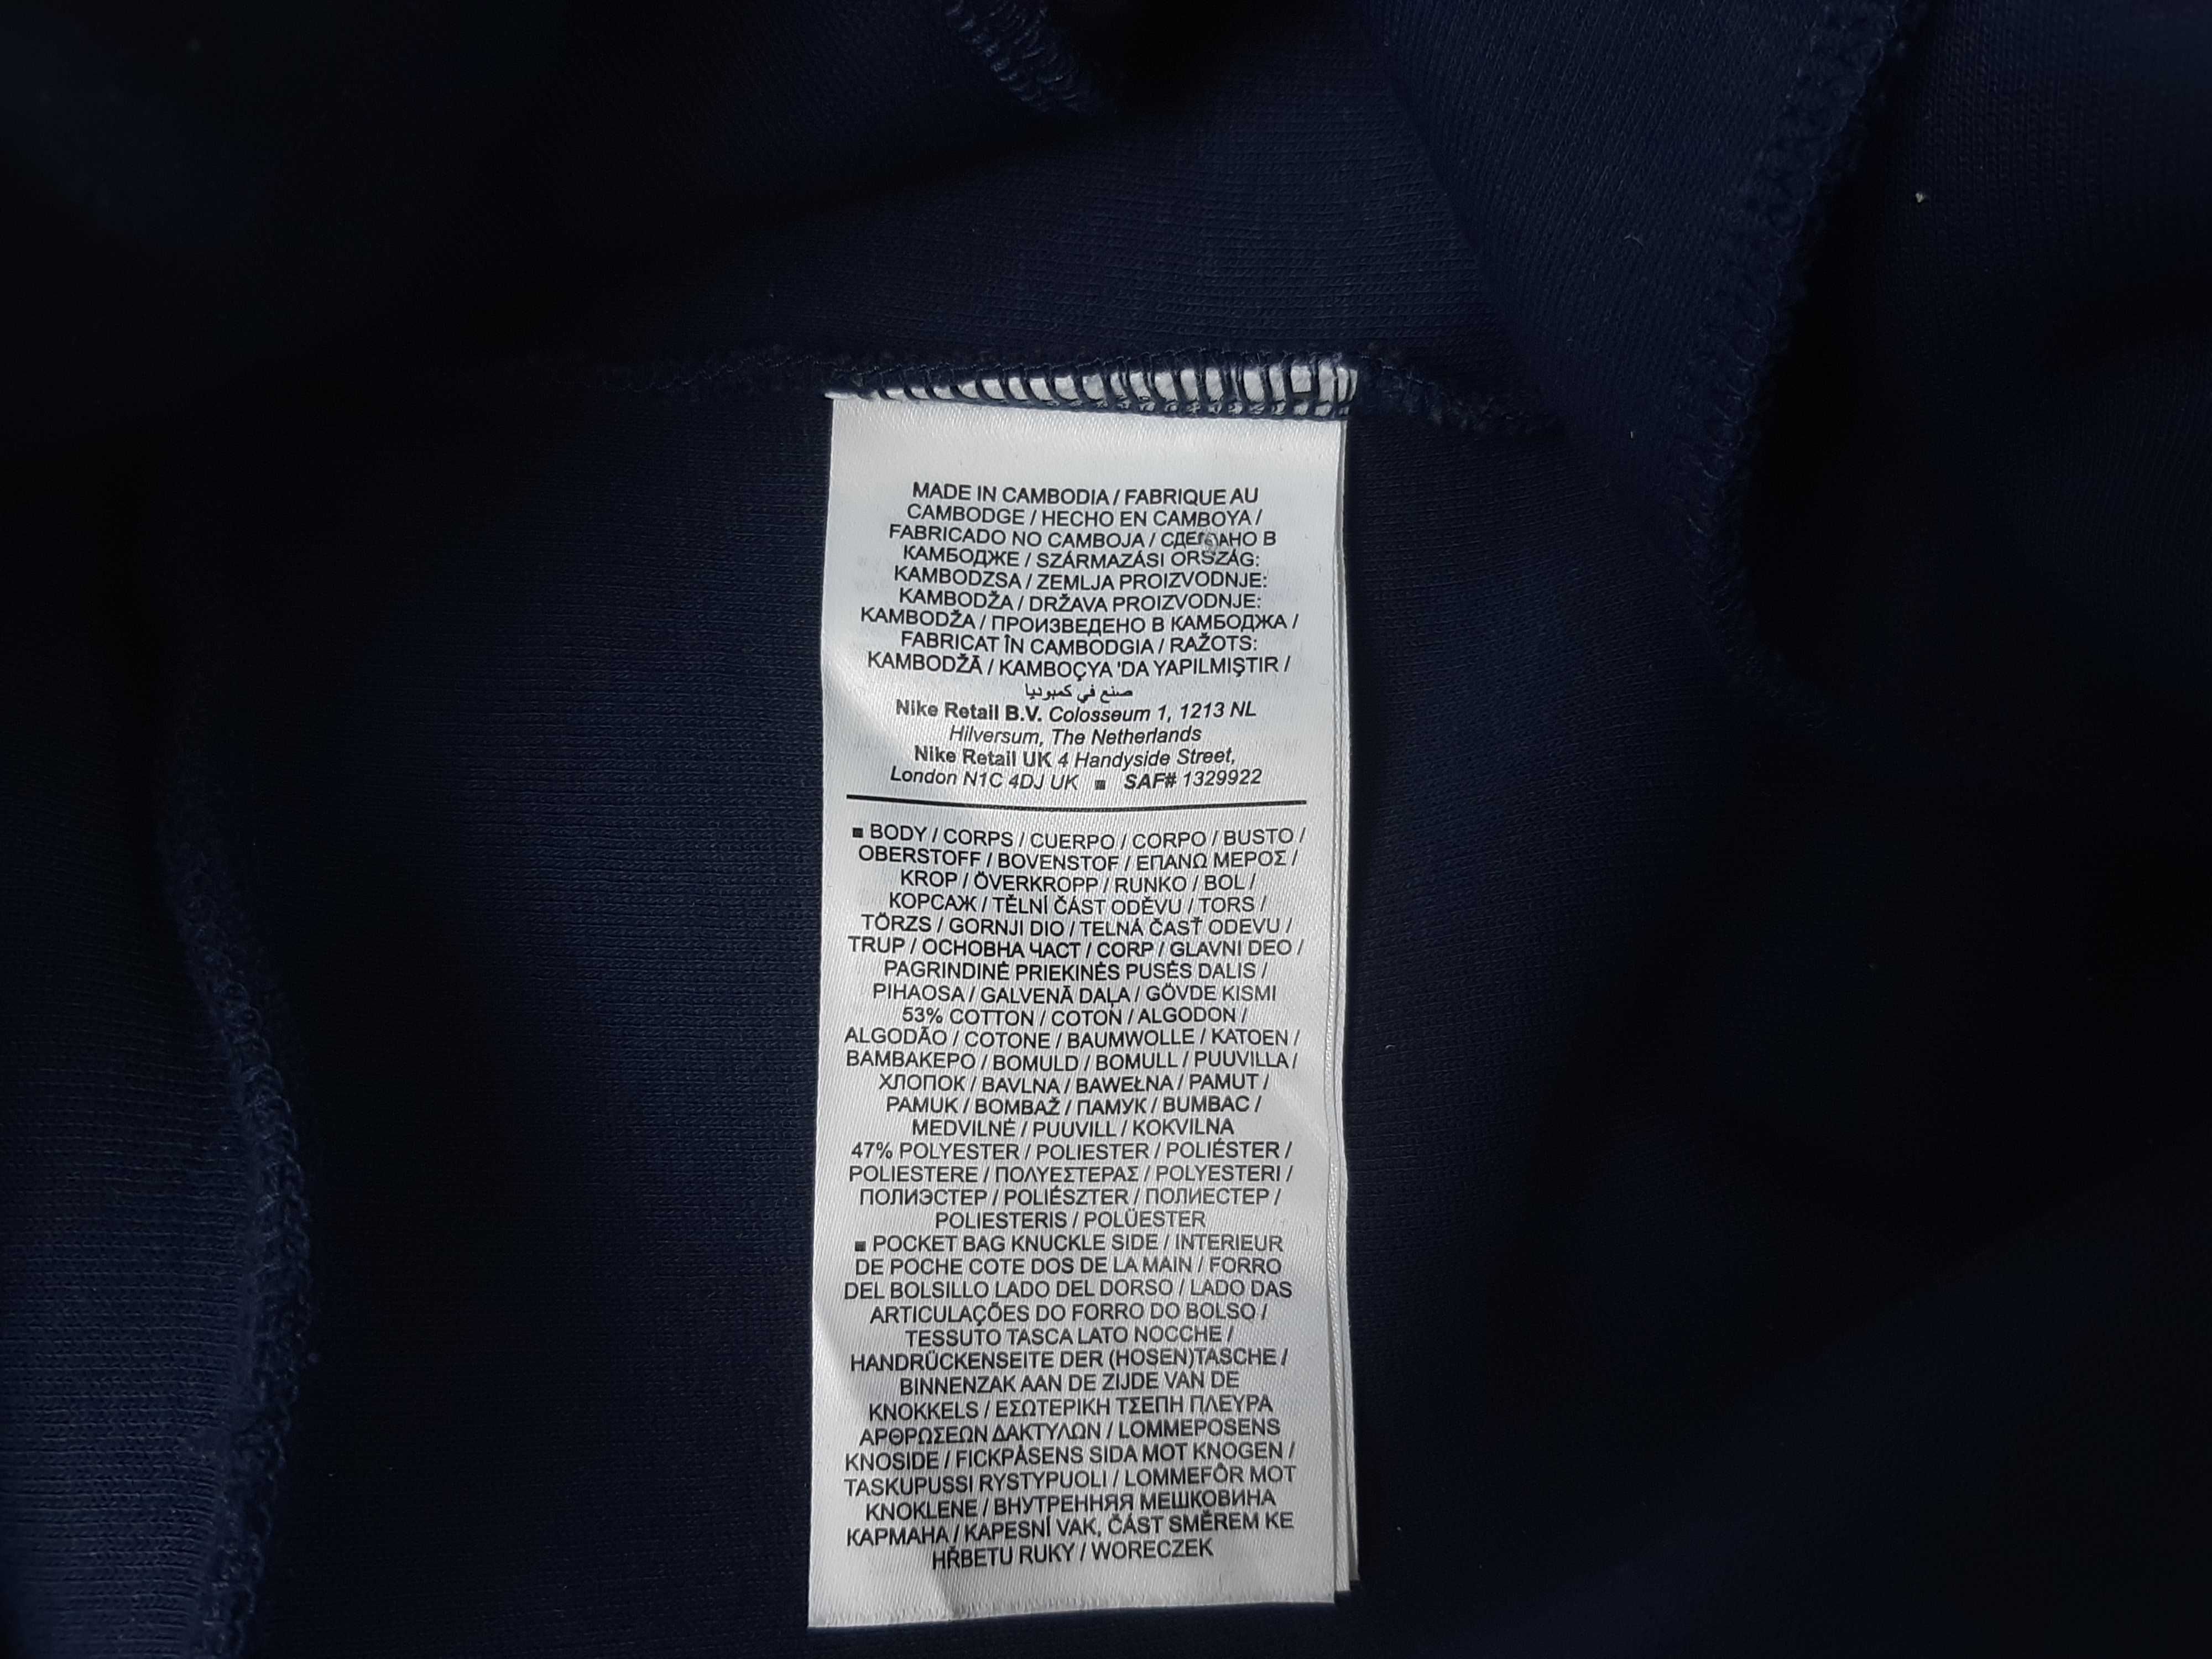 MADE IN CAMBODIA / FABRIQUE AU
CAMBODGE / HECHO EN CAMBOYA /
FABRICADO NO CAMBOJA / СДЕЛАНО В
КАМБОДЖЕ / SZÁRMAZÁSI ORSZÁG:
KAMBODZSA / ZEMLJA PROIZVODNJE:
KAMBODŽA / DRŽAVA PROIZVODNJE:
KAMBODŽA / ПРОИЗВЕДЕНО В КАМБОДЖА /
FABRICAT ÎN CAMBODGIA / RAŽOTS:
KAMBODŽĀ / KAMBOÇYA 'DA YAPILMIŞTIR /
صنع في كمبوديا
Nike Retail B.V. Colosseum 1, 1213 NL
Hilversum, The Netherlands
Nike Retail UK 4 Handyside Street,
London N1C 4DJ UK ■ SAF# 1329922
■ BODY / CORPS / CUERPO / CORPO / BUSTO /
OBERSTOFF / BOVENSTOF / ΕΠΑΝΩ ΜΕΡΟΣ /
KROP / ÖVERKROPP / RUNKO / BOL /
КОРСАЖ / TĚLNÍ ČÁST ODĚVU / TORS /
TÖRZS / GORNJI DIO / TELNÁ ČASŤ ODEVU /
TRUP / ОСНОВНА ЧАСТ / CORP / GLAVNI DEO /
PAGRINDINĖ PRIEKINĖS PUSĖS DALIS /
PIHAOSA / GALVENĀ DAĻA / GÖVDE KISMI
53% COTTON / COTON / ALGODON /
ALGODÃO / COTONE / BAUMWOLLE / KATOEN /
ΒΑΜΒΑΚΕΡΟ / BOMULD / BOMULL / PUUVILLA /
ХЛОПОК / BAVLNA / BAWEŁNA / PAMUT /
PAMUK / BOMBAŽ / ПАМУК / BUMBAC /
MEDVILNĖ / PUUVILL / KOKVILNA
47% POLYESTER / POLIESTER / POLIÉSTER /
POLIESTERE / ΠΟΛΥΕΣΤΕΡΑΣ / POLYESTERI /
ПОЛИЭСТЕР / POLIÉSZTER / ПОЛИЕСТЕР /
POLIESTERIS / POLÜESTER
■ POCKET BAG KNUCKLE SIDE / INTERIEUR
DE POCHE COTE DOS DE LA MAIN / FORRO
DEL BOLSILLO LADO DEL DORSO / LADO DAS
ARTICULAÇÕES DO FORRO DO BOLSO /
TESSUTO TASCA LATO NOCCHE /
HANDRÜCKENSEITE DER (HOSEN)TASCHE /
BINNENZAK AAN DE ZIJDE VAN DE
KNOKKELS / ΕΣΩΤΕΡΙΚΗ ΤΣΕΠΗ ΠΛΕΥΡΑ
ΑΡΘΡΩΣΕΩΝ ΔΑΚΤΥΛΩΝ / LOMMEPOSENS
KNOSIDE / FICKPÅSENS SIDA MOT KNOGEN /
TASKUPUSSI RYSTYPUOLI / LOMMEFÔR MOT
KNOKLENE / ВНУТРЕННЯЯ МЕШКОВИНА
КАРМАНА / KAPESNÍ VAK, ČÁST SMĚREM KE
HŘBETU RUKY / WORECZEK